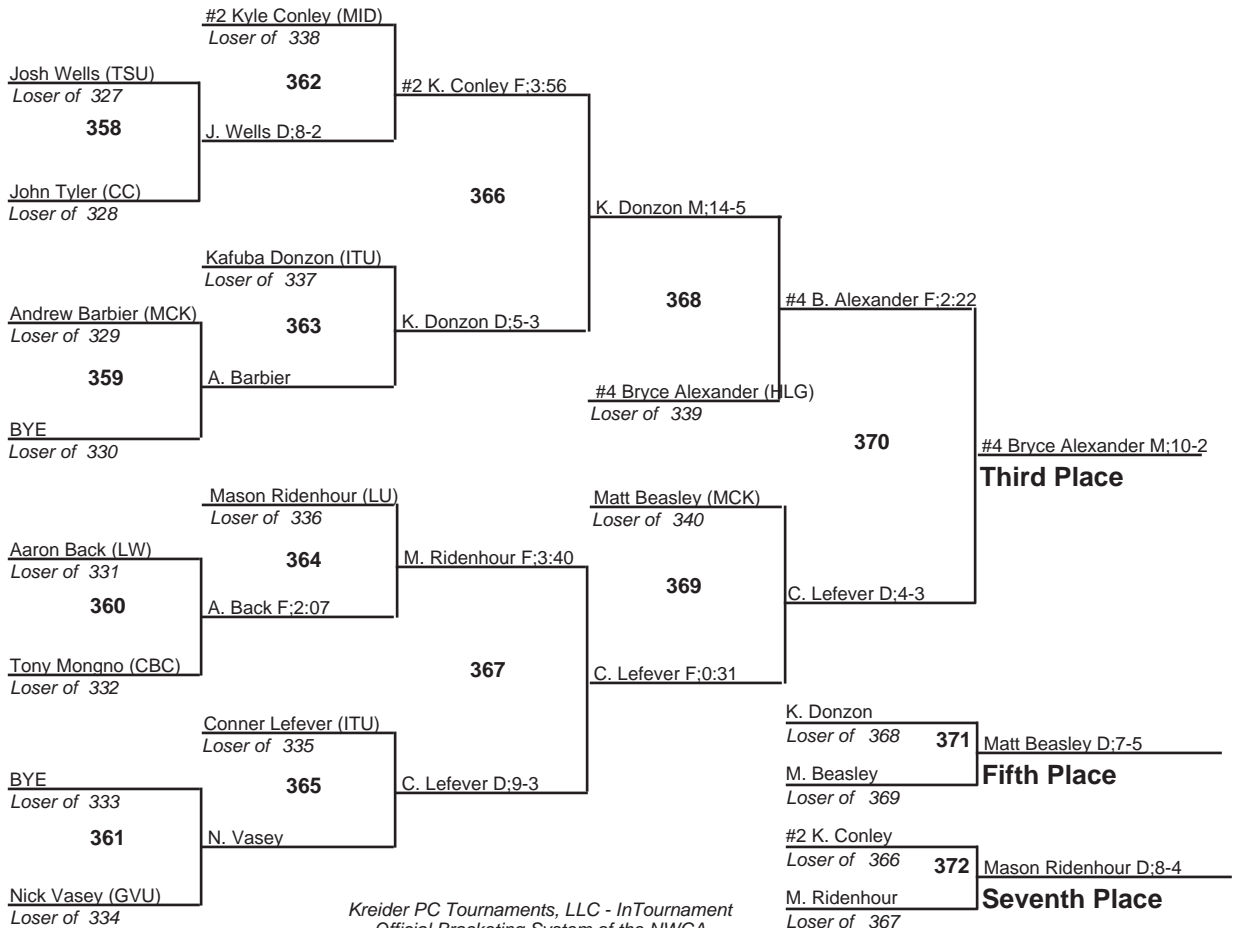 #2 Kyle Conley (MID)
Loser of 338
Josh Wells (TSU)
Loser of 327
362
#2 K. Conley F;3:56
358
J. Wells D;8-2
John Tyler (CC)
Loser of 328
366
K. Donzon M;14-5
Kafuba Donzon (ITU)
Loser of 337
Andrew Barbier (MCK)
Loser of 329
363
K. Donzon D;5-3
368
#4 B. Alexander F;2:22
359
A. Barbier
#4 Bryce Alexander (HLG)
Loser of 339
BYE
Loser of 330
370
#4 Bryce Alexander M;10-2
Third Place
Mason Ridenhour (LU)
Loser of 336
Matt Beasley (MCK)
Loser of 340
Aaron Back (LW)
Loser of 331
364
M. Ridenhour F;3:40
369
C. Lefever D;4-3
360
A. Back F;2:07
Tony Mongno (CBC)
Loser of 332
367
C. Lefever F;0:31
Conner Lefever (ITU)
Loser of 335
K. Donzon
Loser of 368
371
Matt Beasley D;7-5
Fifth Place
M. Beasley
Loser of 369
BYE
Loser of 333
365
C. Lefever D;9-3
361
N. Vasey
#2 K. Conley
Loser of 366
372
Mason Ridenhour D;8-4
Seventh Place
M. Ridenhour
Loser of 367
Nick Vasey (GVU)
Loser of 334
Kreider PC Tournaments, LLC - InTournament
Official Bracketing System of the NWCA